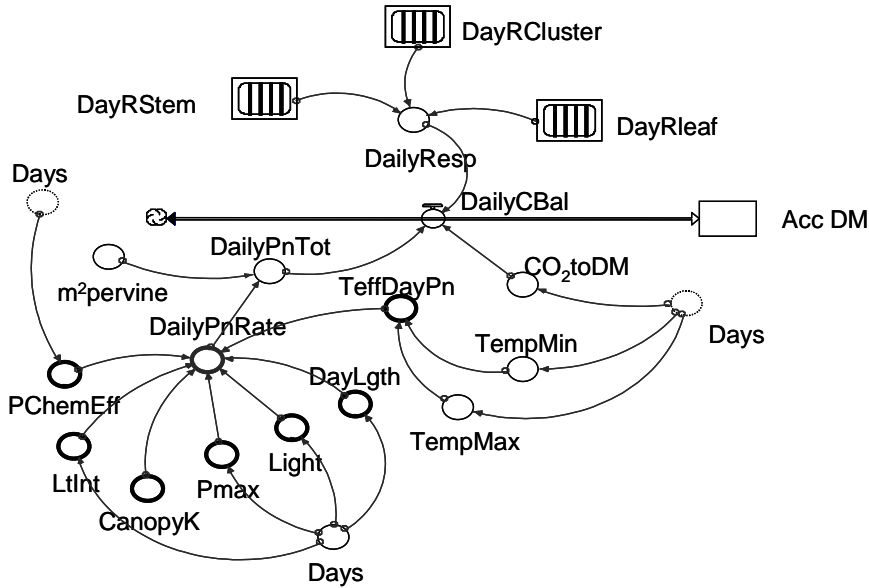 DayRCluster
DayRStem
DayRleaf
DailyResp
Days
DailyCBal
Acc DM
DailyPnTot
CO₂toDM
m²pervine
TeffDayPn
DailyPnRate
Days
TempMin
DayLgth
PChemEff
TempMax
Light
LtInt
Pmax
CanopyK
Days